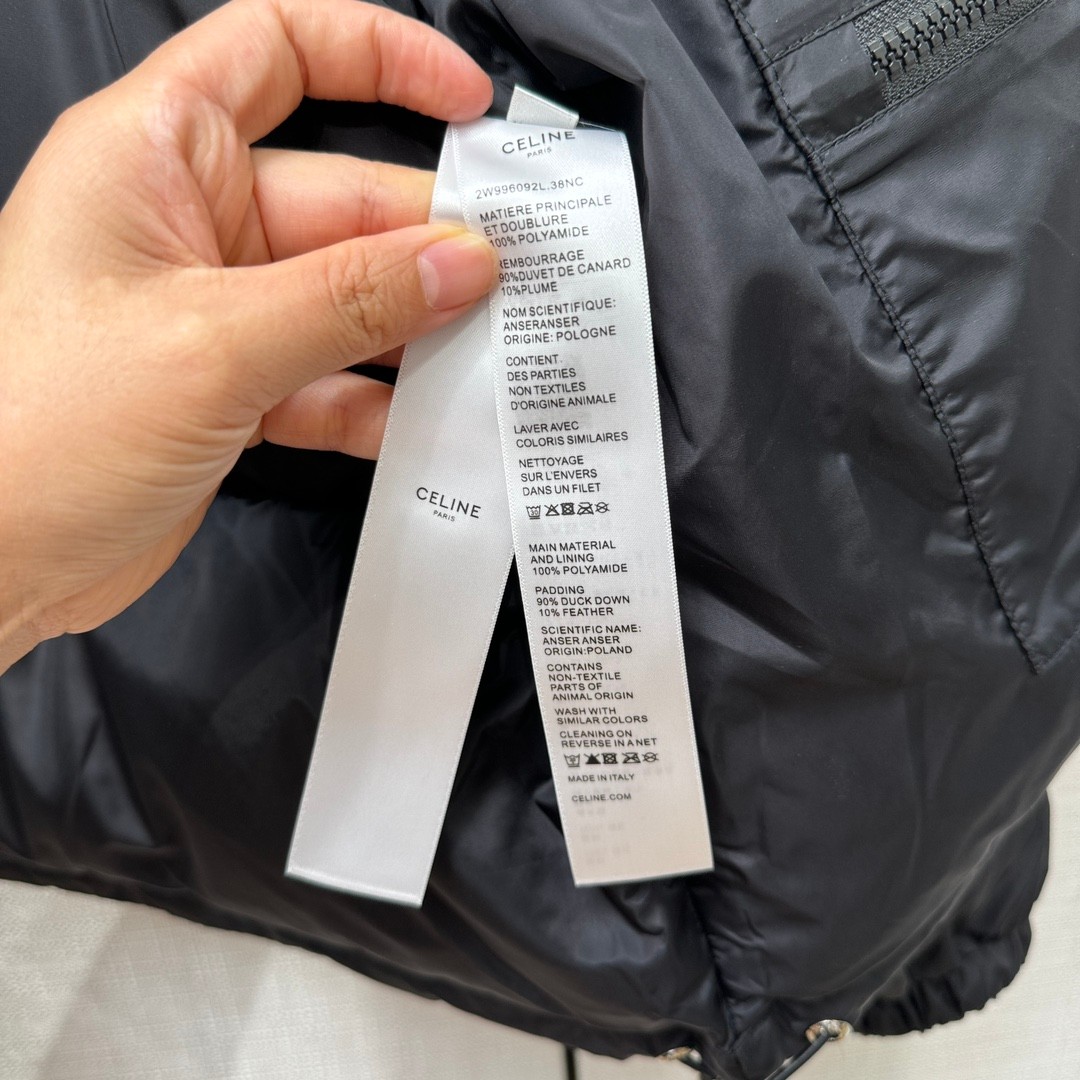 CELINE
PARIS
2W996092L.38NC
MATIERE PRINCIPALE
ET DOUBLURE
100% POLYAMIDE
REMBOURRAGE
90%DUVET DE CANARD
10%PLUME
NOM SCIENTIFIQUE:
ANSERANSER
ORIGINE: POLOGNE
CONTIENT.
DES PARTIES
NON TEXTILES
D'ORIGINE ANIMALE
LAVER AVEC
COLORIS SIMILAIRES
NETTOYAGE
SUR L'ENVERS
DANS UN FILET
MAIN MATERIAL
AND LINING
100% POLYAMIDE
PADDING
90% DUCK DOWN
10% FEATHER
SCIENTIFIC NAME:
ANSER ANSER
ORIGIN:POLAND
CONTAINS
NON-TEXTILE
PARTS OF
ANIMAL ORIGIN
WASH WITH
SIMILAR COLORS
CLEANING ON
REVERSE IN A NET
MADE IN ITALY
CELINE.COM
CELINE
PARIS